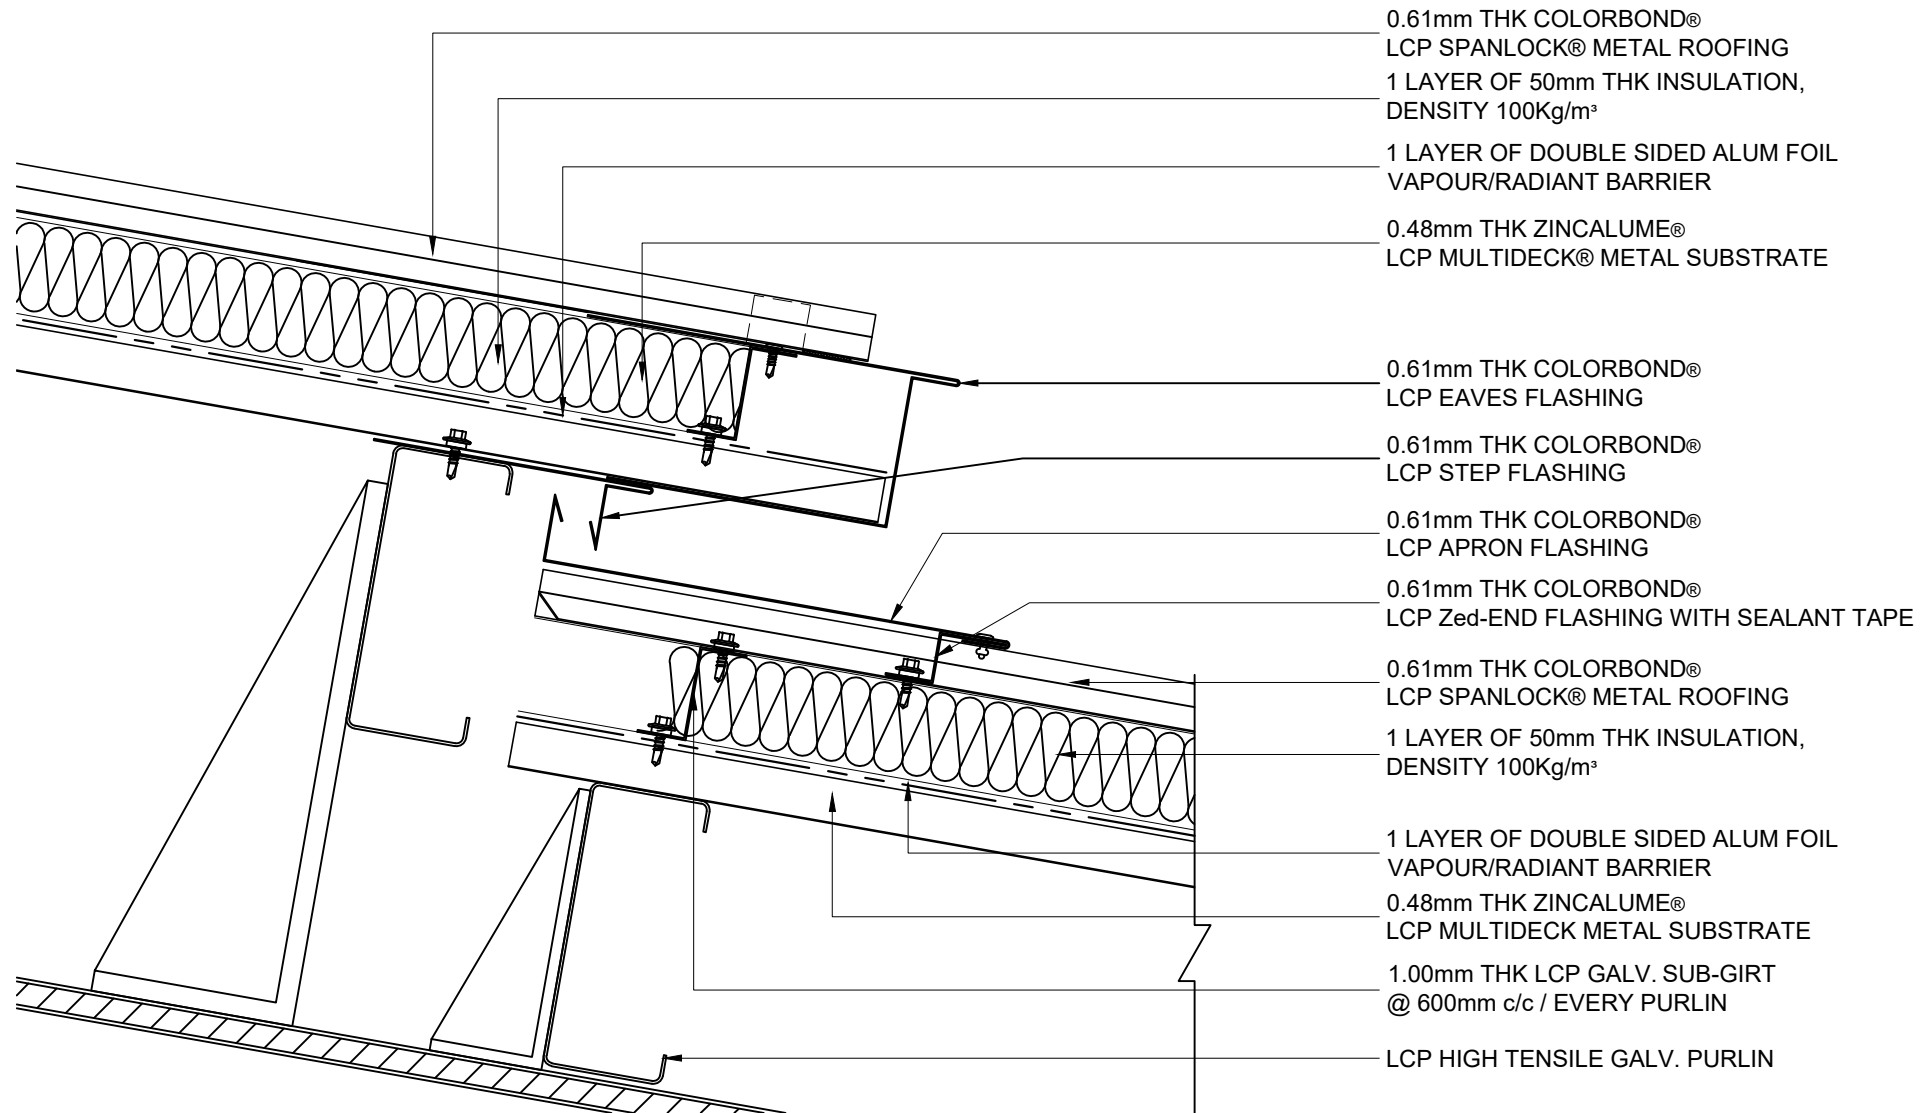 0.61mm THK COLORBOND®
LCP SPANLOCK® METAL ROOFING
1 LAYER OF 50mm THK INSULATION,
DENSITY 100Kg/m³
1 LAYER OF DOUBLE SIDED ALUM FOIL
VAPOUR/RADIANT BARRIER
0.48mm THK ZINCALUME®
LCP MULTIDECK® METAL SUBSTRATE
0.61mm THK COLORBOND®
LCP EAVES FLASHING
0.61mm THK COLORBOND®
LCP STEP FLASHING
0.61mm THK COLORBOND®
LCP APRON FLASHING
0.61mm THK COLORBOND®
LCP Zed-END FLASHING WITH SEALANT TAPE
0.61mm THK COLORBOND®
LCP SPANLOCK® METAL ROOFING
1 LAYER OF 50mm THK INSULATION,
DENSITY 100Kg/m³
1 LAYER OF DOUBLE SIDED ALUM FOIL
VAPOUR/RADIANT BARRIER
0.48mm THK ZINCALUME®
LCP MULTIDECK METAL SUBSTRATE
1.00mm THK LCP GALV. SUB-GIRT
@ 600mm c/c / EVERY PURLIN
LCP HIGH TENSILE GALV. PURLIN